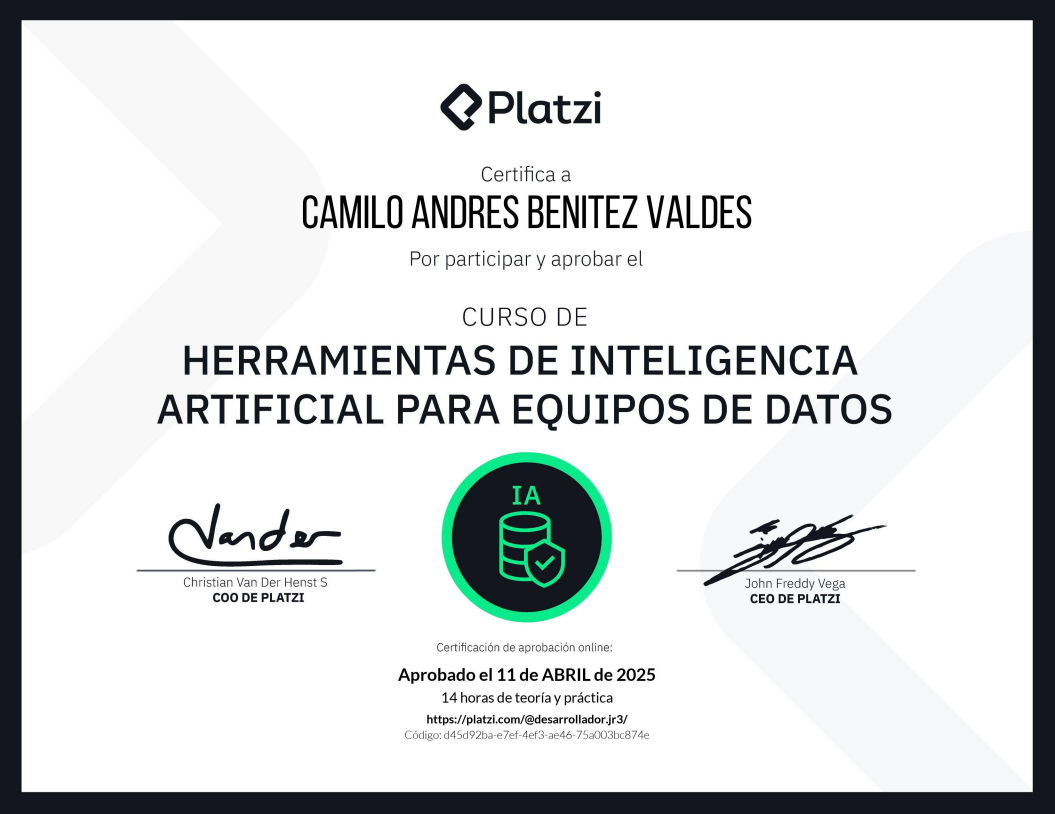 Platzi
Certifica a
CAMILO ANDRES BENITEZ VALDES
Por participar y aprobar el
CURSO DE
HERRAMIENTAS DE INTELIGENCIA
ARTIFICIAL PARA EQUIPOS DE DATOS
IA
Vander
Christian Van Der Henst S
COO DE PLATZI
John Freddy Vega
CEO DE PLATZI
Certificación de aprobación online:
Aprobado el 11 de ABRIL de 2025
14 horas de teoría y práctica
https://platzi.com/@desarrollador.jr3/
Código: d45d92ba-e7ef-4ef3-ae46-75a003bc874e